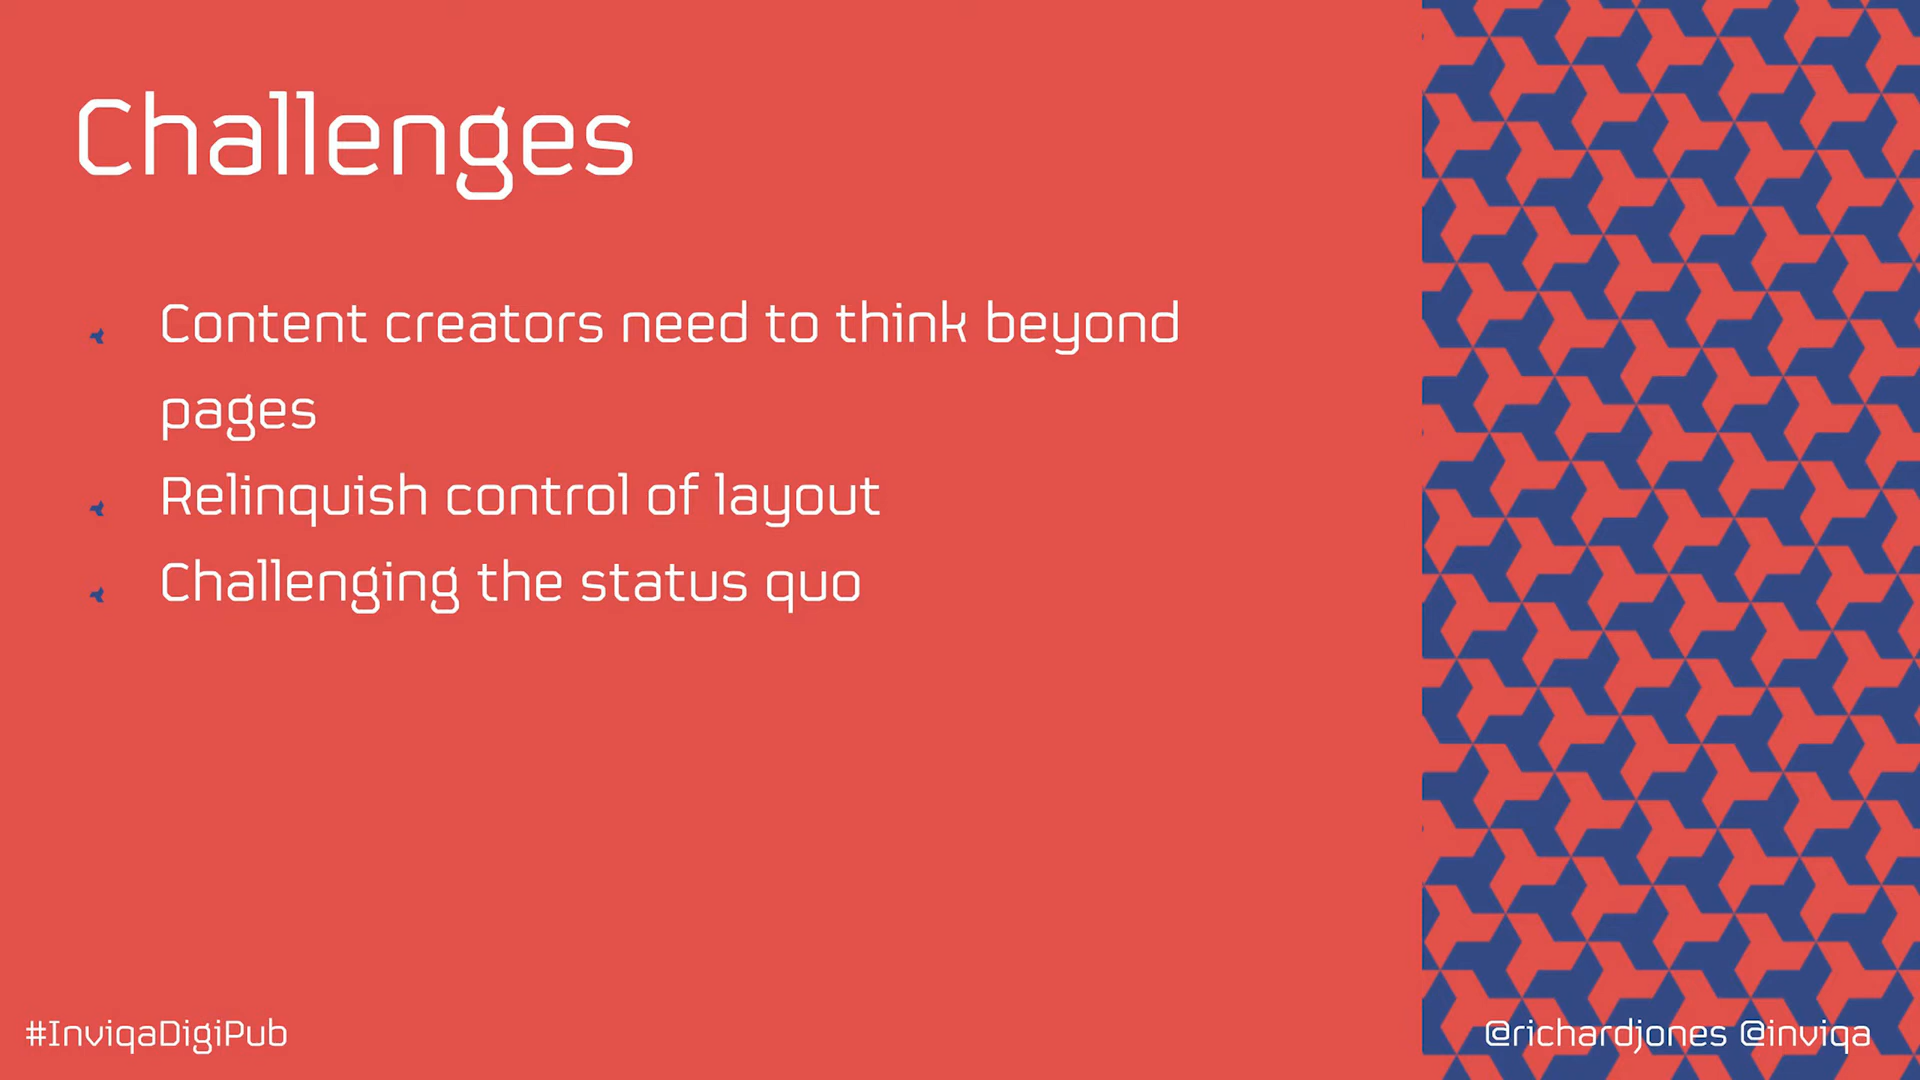 Challenges
Content creators need to think beyond
pages
Relinquish control of layout
Challenging the status quo
#InviqaDigiPub
@richardjones @inviqa